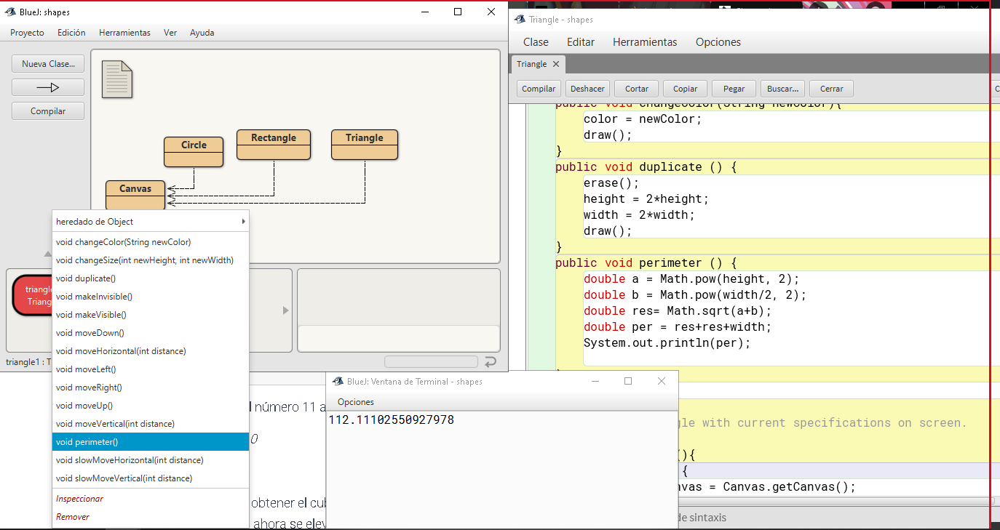 BlueJ: shapes
Proyecto Edición Herramientas Ver Ayuda
Nueva Clase...
Compilar
Circle
Rectangle
Triangle
Canvas
heredado de Object
void changeColor(String newColor)
void changeSize(int newHeight, int newWidth)
void duplicate()
void makeInvisible()
void makeVisible()
void moveDown()
void moveHorizontal(int distance)
void moveLeft()
void moveRight()
void moveUp()
void moveVertical(int distance)
void perimeter()
void slowMoveHorizontal(int distance)
void slowMoveVertical(int distance)
Inspeccionar
Remover
triangle
Triang
triangle1 : T
l número 11 a
0
obtener el cub
ahora se elev
Triangle - shapes
Clase Editar Herramientas Opciones
Triangle
Compilar Deshacer Cortar Copiar Pegar Buscar... Cerrar
public void changeColor(String newColor){
color = newColor;
draw();
}
public void duplicate () {
erase();
height = 2*height;
width = 2*width;
draw();
}
public void perimeter () {
double a = Math.pow(height, 2);
double b = Math.pow(width/2, 2);
double res= Math.sqrt(a+b);
double per = res+res+width;
System.out.println(per);
gle with current specifications on screen.
(){
{
nvas = Canvas.getCanvas();
de sintaxis
BlueJ: Ventana de Terminal - shapes
Opciones
112.11102550927978